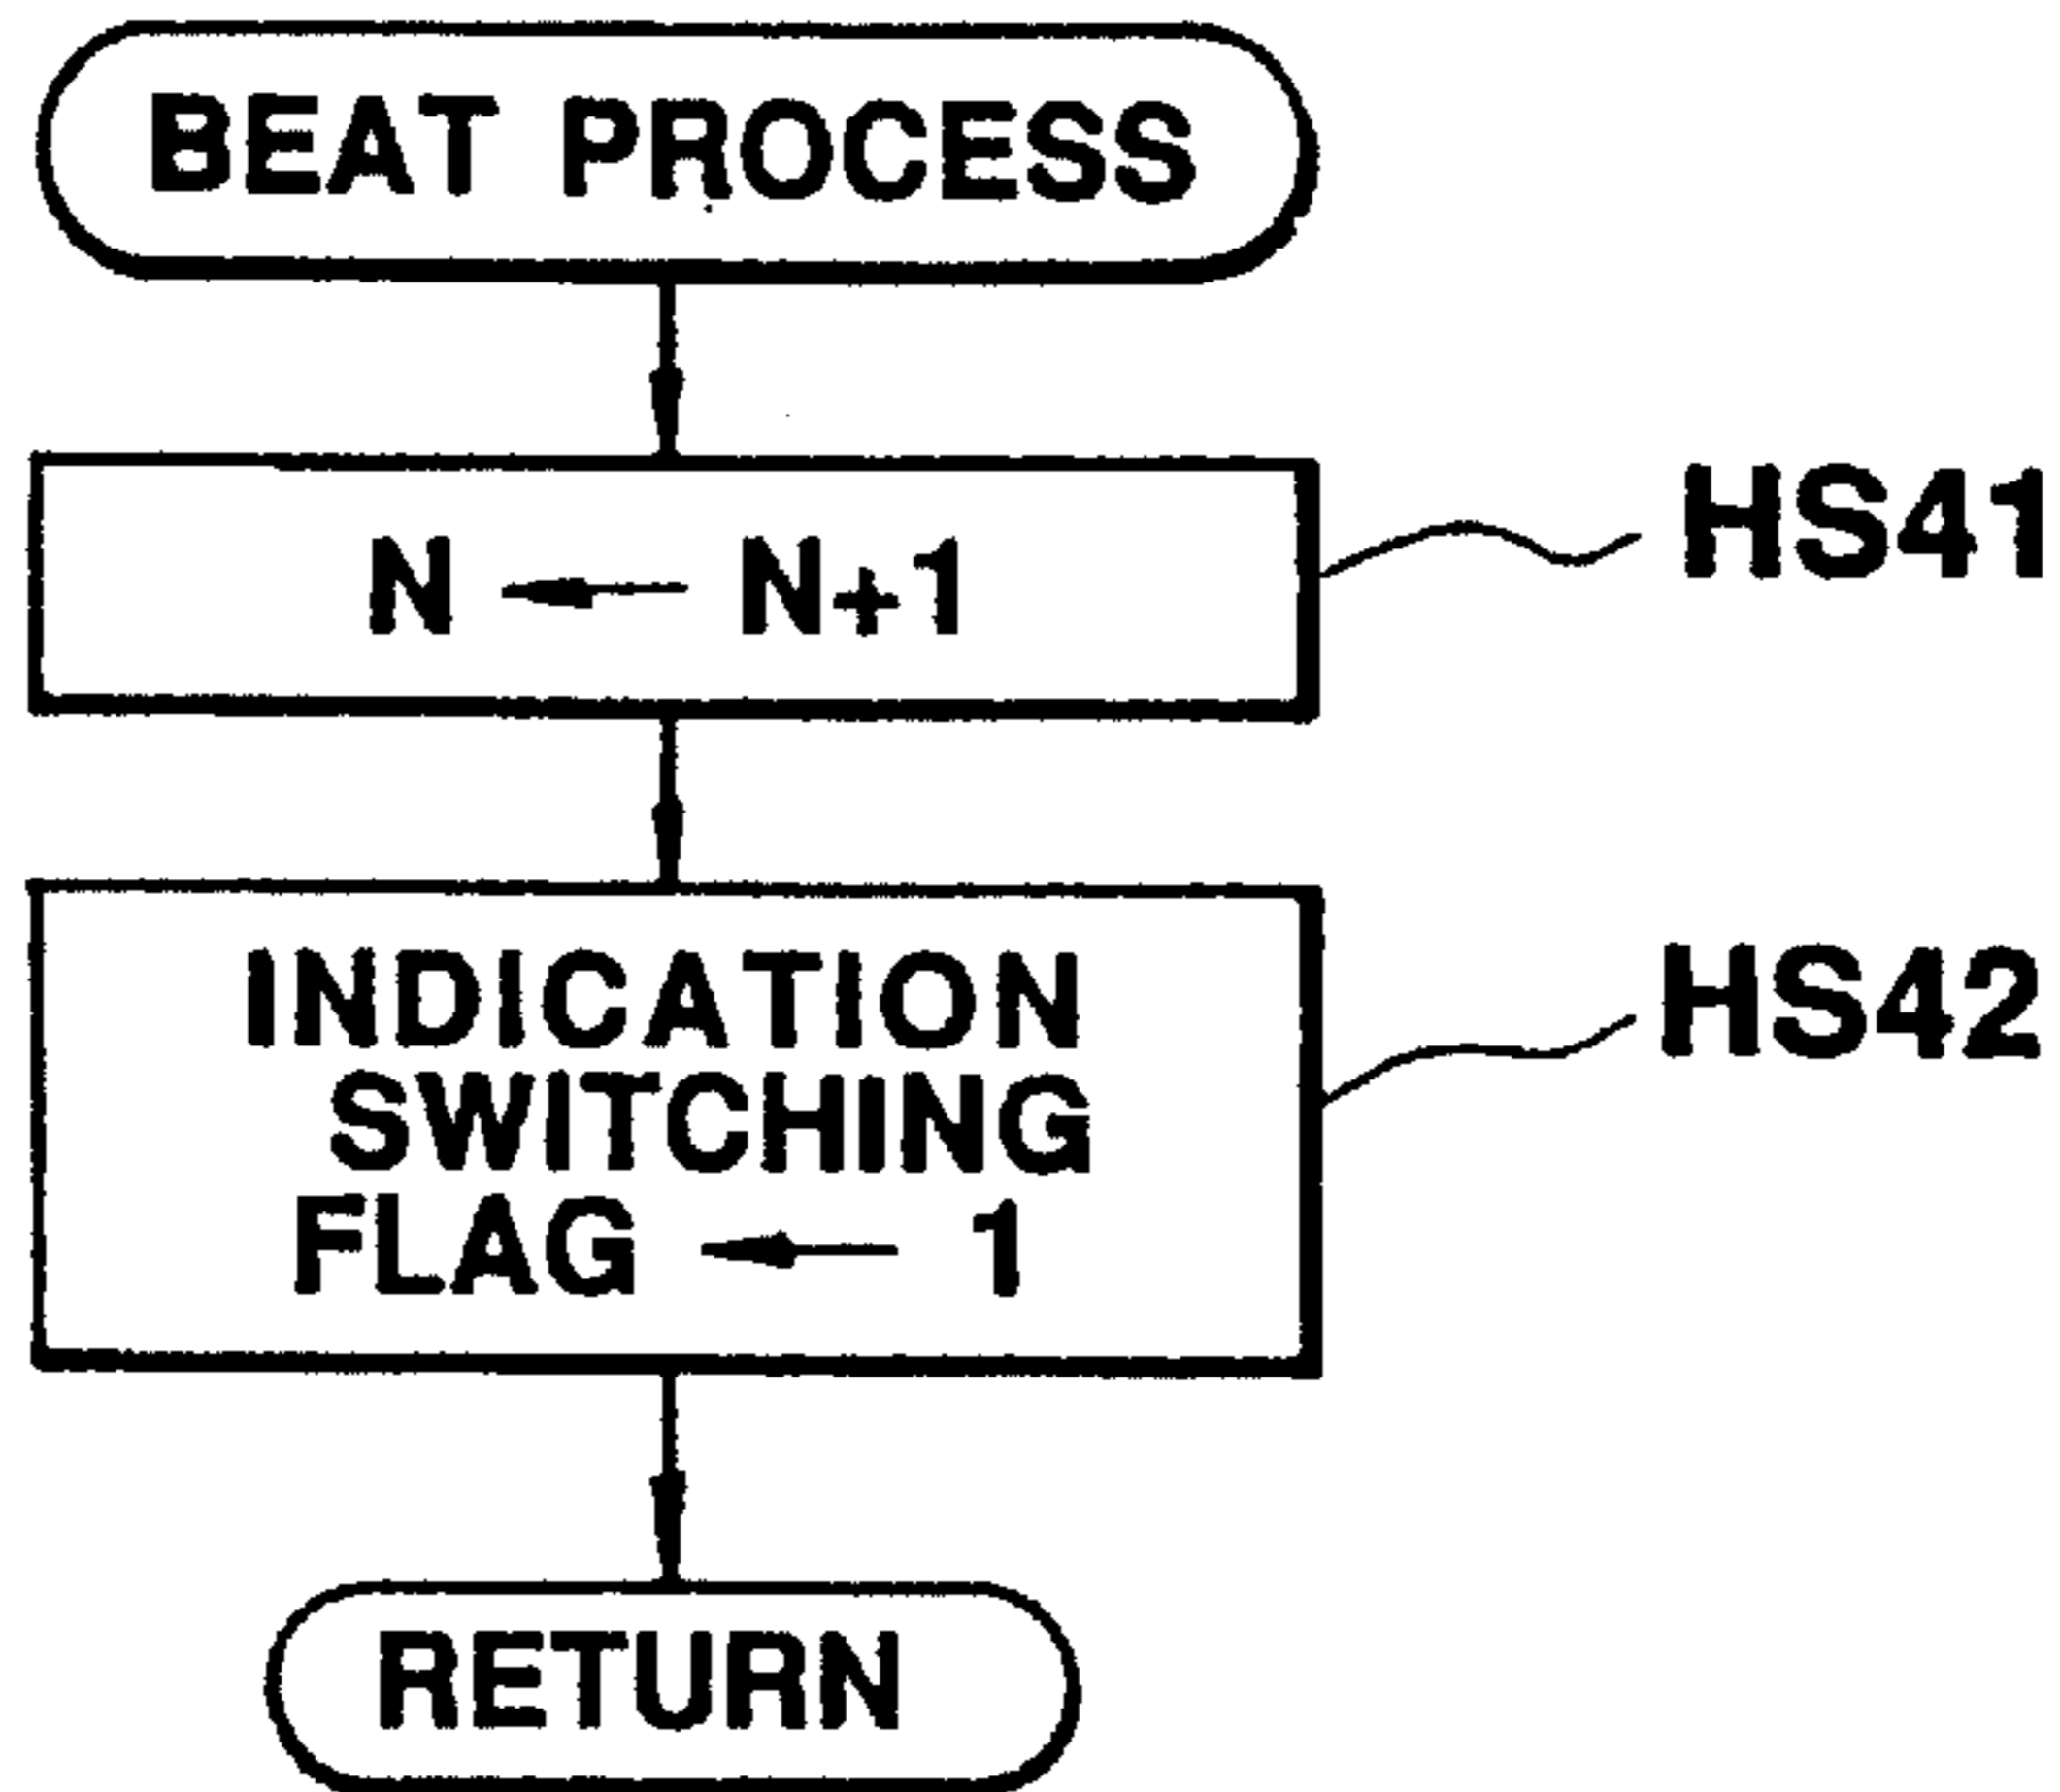 BEAT PROCESS
N ← N+1
HS41
INDICATION
SWITCHING
FLAG ← 1
HS42
RETURN